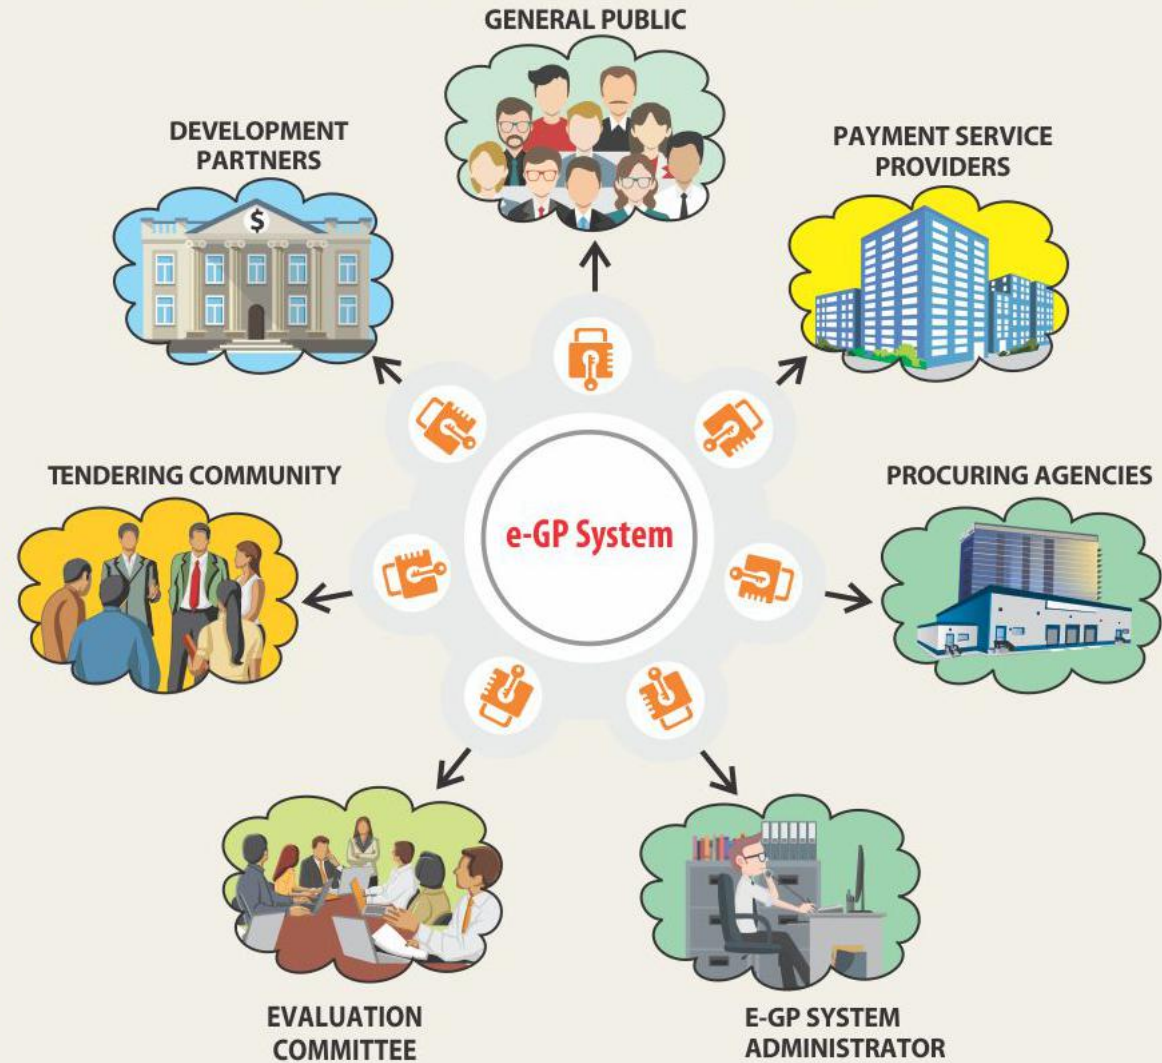 GENERAL PUBLIC
DEVELOPMENT
PARTNERS
$
PAYMENT SERVICE
PROVIDERS
TENDERING COMMUNITY
PROCURING AGENCIES
e-GP System
EVALUATION
COMMITTEE
E-GP SYSTEM
ADMINISTRATOR